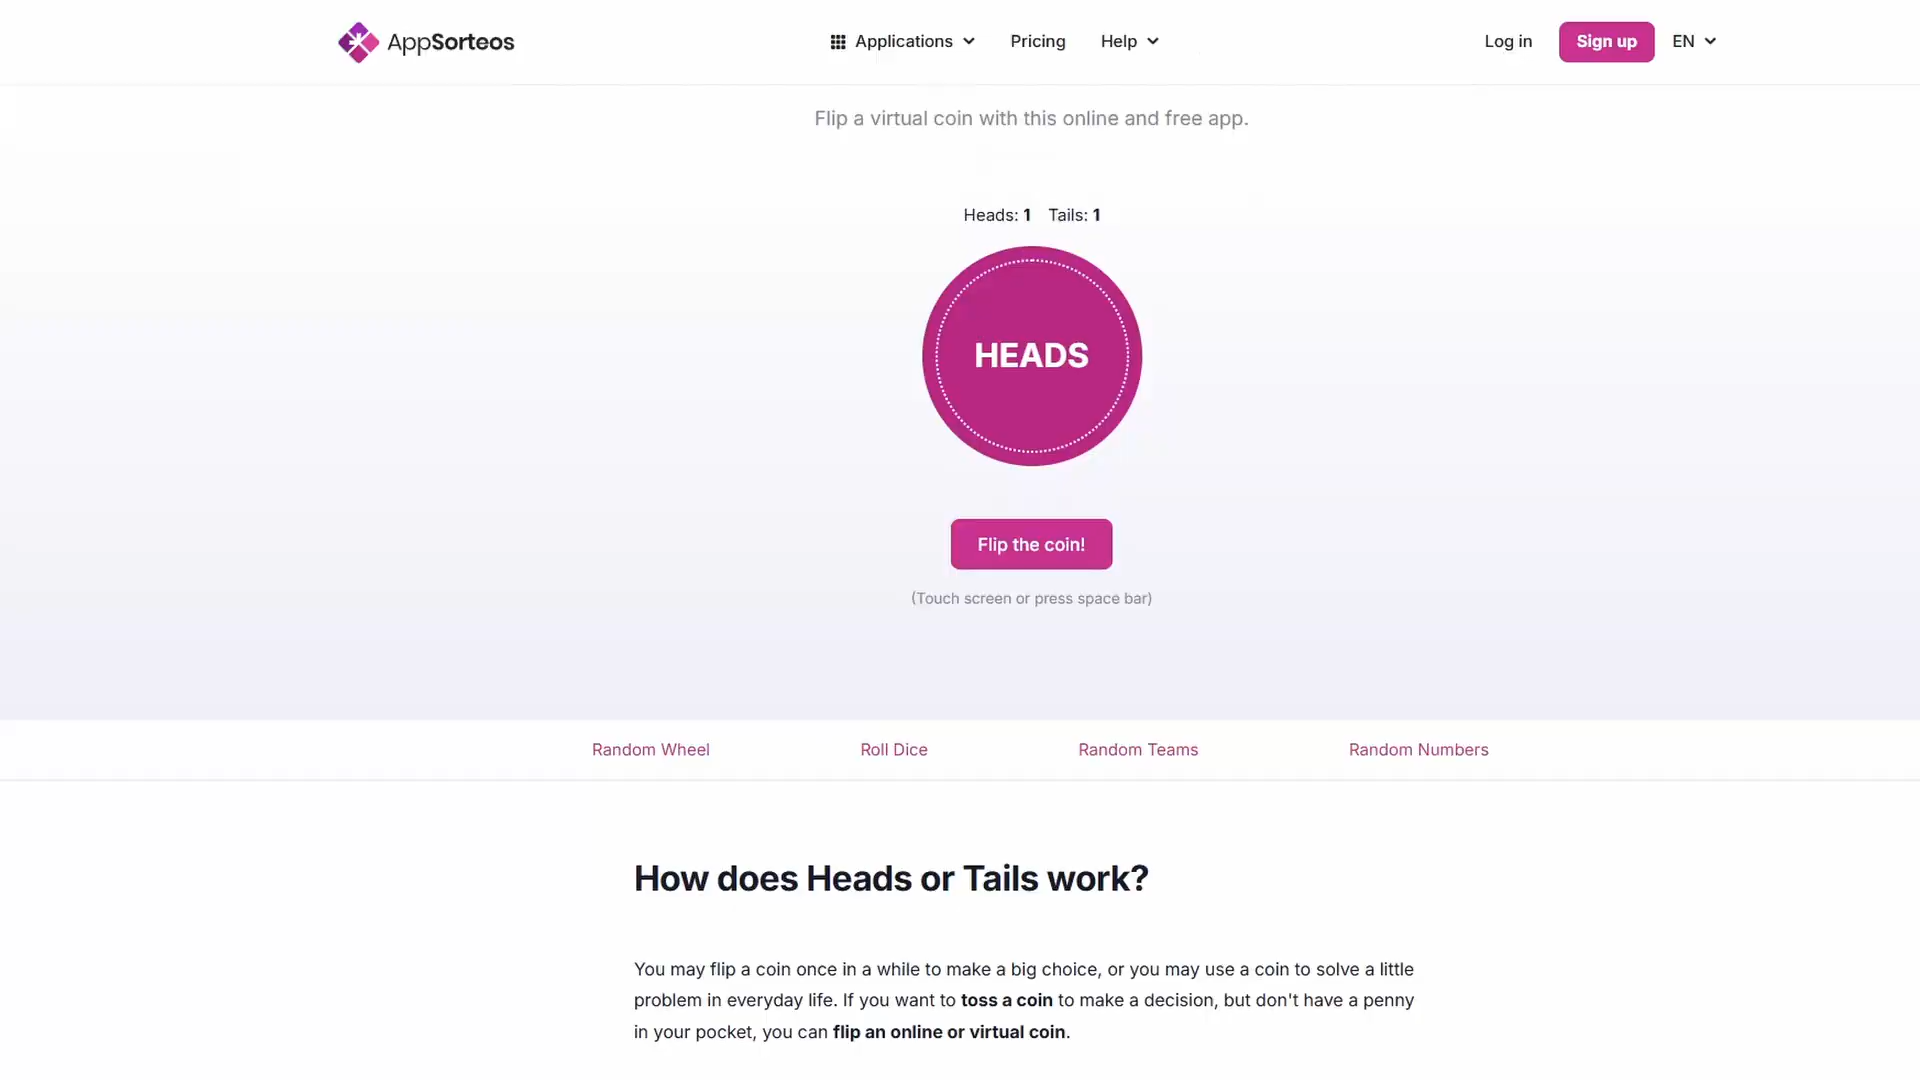 AppSorteos
Applications
Pricing
Help
Log in
Sign up
EN
Flip a virtual coin with this online and free app.
Heads: 1 Tails: 1
HEADS
Flip the coin!
(Touch screen or press space bar)
Random Wheel
Roll Dice
Random Teams
Random Numbers
How does Heads or Tails work?
You may flip a coin once in a while to make a big choice, or you may use a coin to solve a little
problem in everyday life. If you want to toss a coin to make a decision, but don't have a penny
in your pocket, you can flip an online or virtual coin.